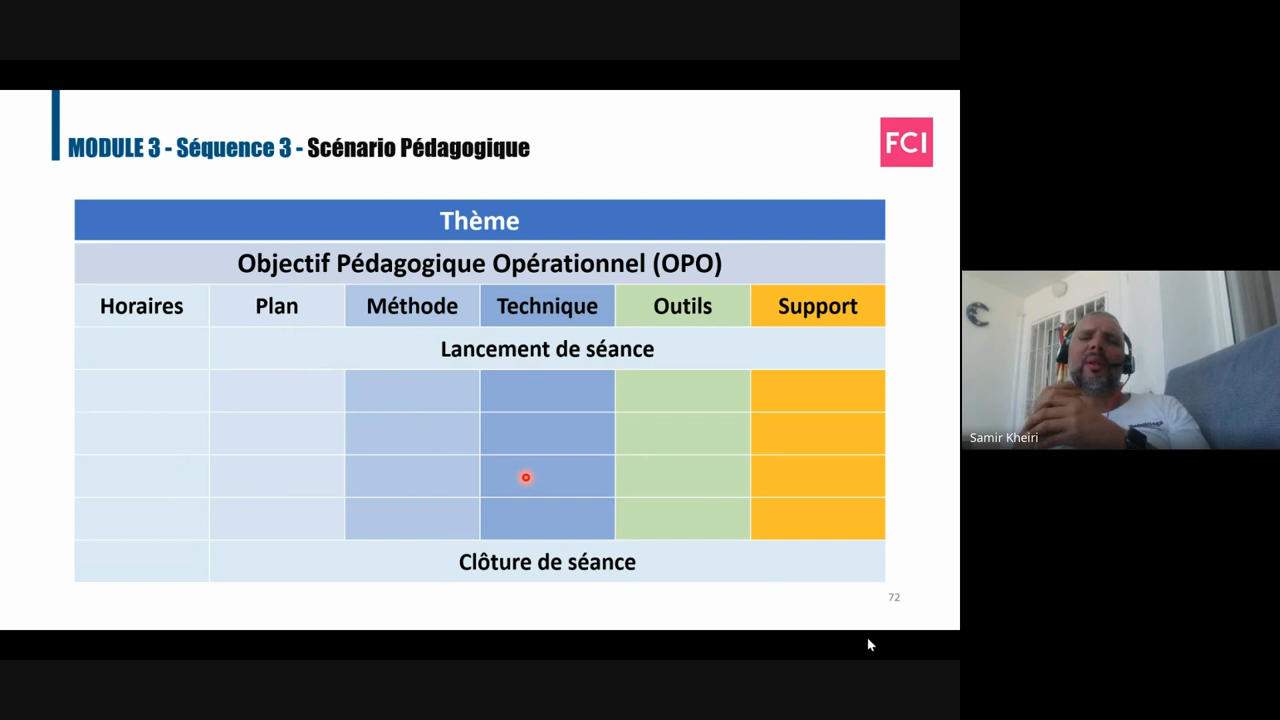 MODULE 3 - Séquence 3 - Scénario Pédagogique
FCI
Thème
Objectif Pédagogique Opérationnel (OPO)
Horaires Plan Méthode Technique Outils Support
Lancement de séance
Clôture de séance
72
Samir Kheiri